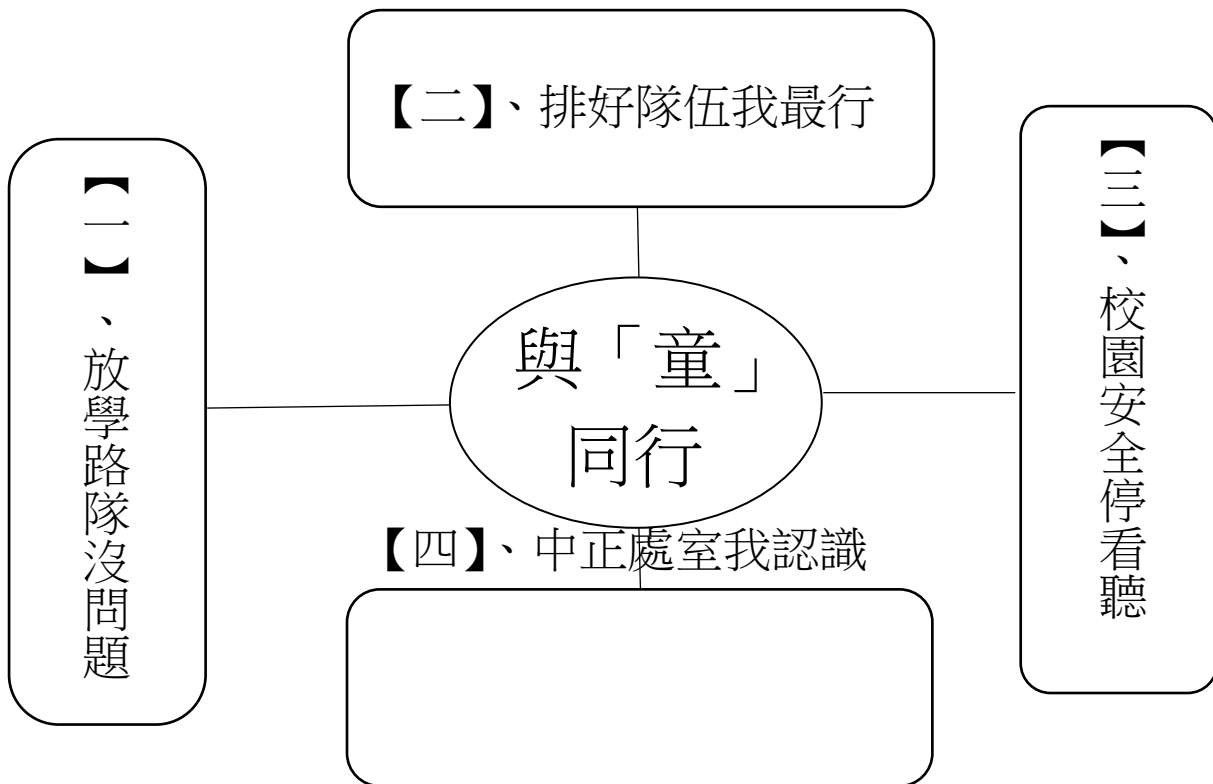 【二】、排好隊伍我最行
【一】、放學路隊沒問題
【三】、校園安全停看聽
與「童」
同行
【四】、中正處室我認識